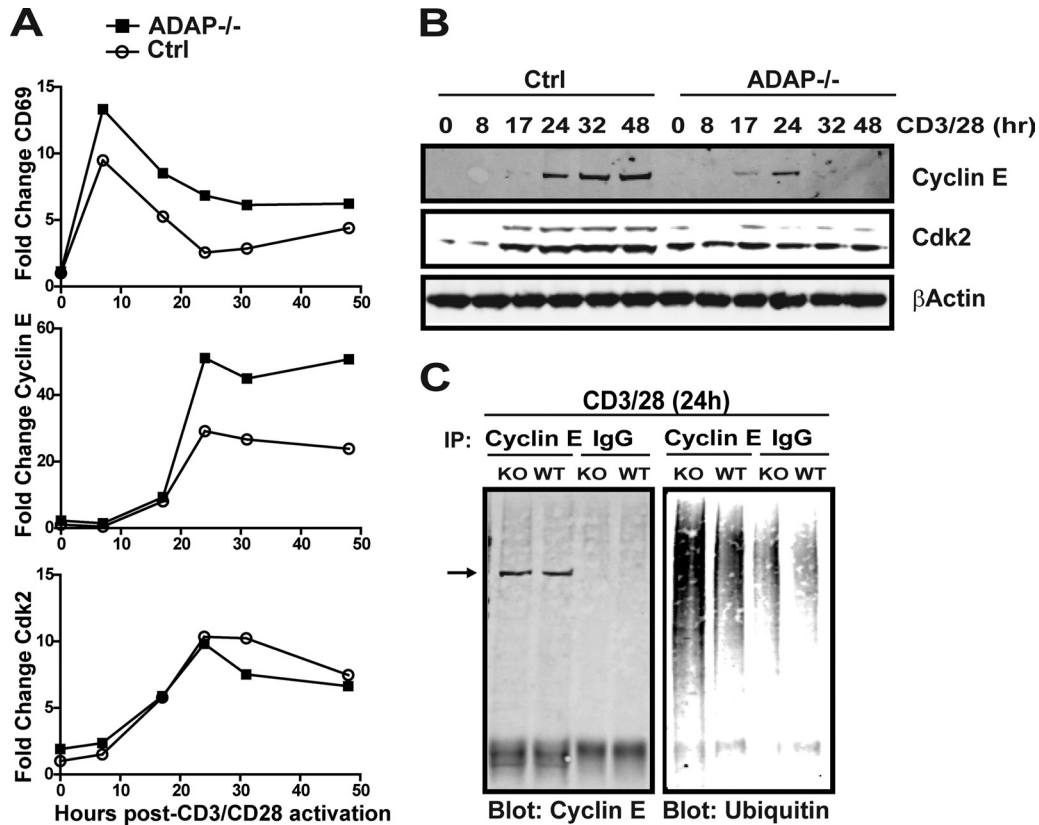 A
ADAP-/-
Ctrl
Fold Change CD69
15
10
5
0
0 10 20 30 40 50
Fold Change Cyclin E
60
40
20
0
0 10 20 30 40 50
Fold Change Cdk2
15
10
5
0
0 10 20 30 40 50
Hours post-CD3/CD28 activation
B
Ctrl ADAP-/-
0 8 17 24 32 48 0 8 17 24 32 48 CD3/28 (hr)
Cyclin E
Cdk2
βActin
C
CD3/28 (24h)
IP: Cyclin E IgG Cyclin E IgG
KO WT KO WT KO WT KO WT
Blot: Cyclin E Blot: Ubiquitin